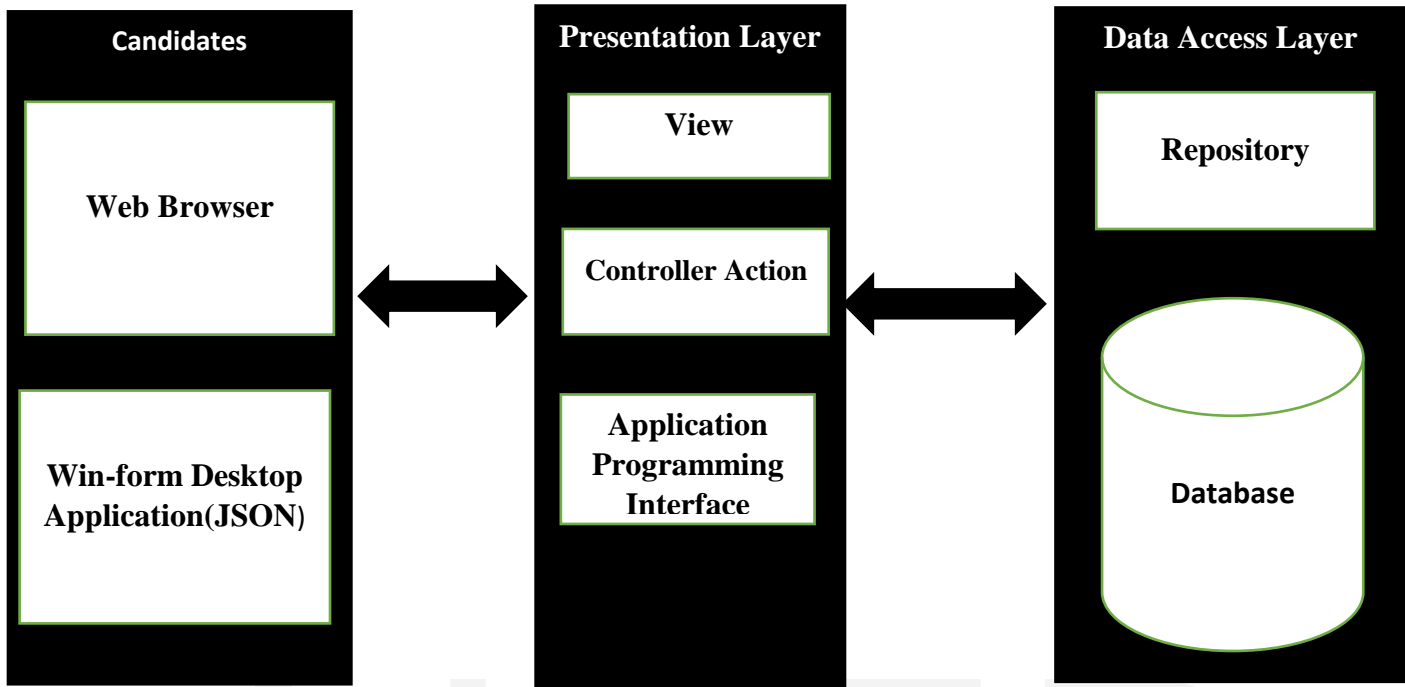 Candidates
Web Browser
Win-form Desktop
Application(JSON)
Presentation Layer
View
Controller Action
Application
Programming
Interface
Data Access Layer
Repository
Database